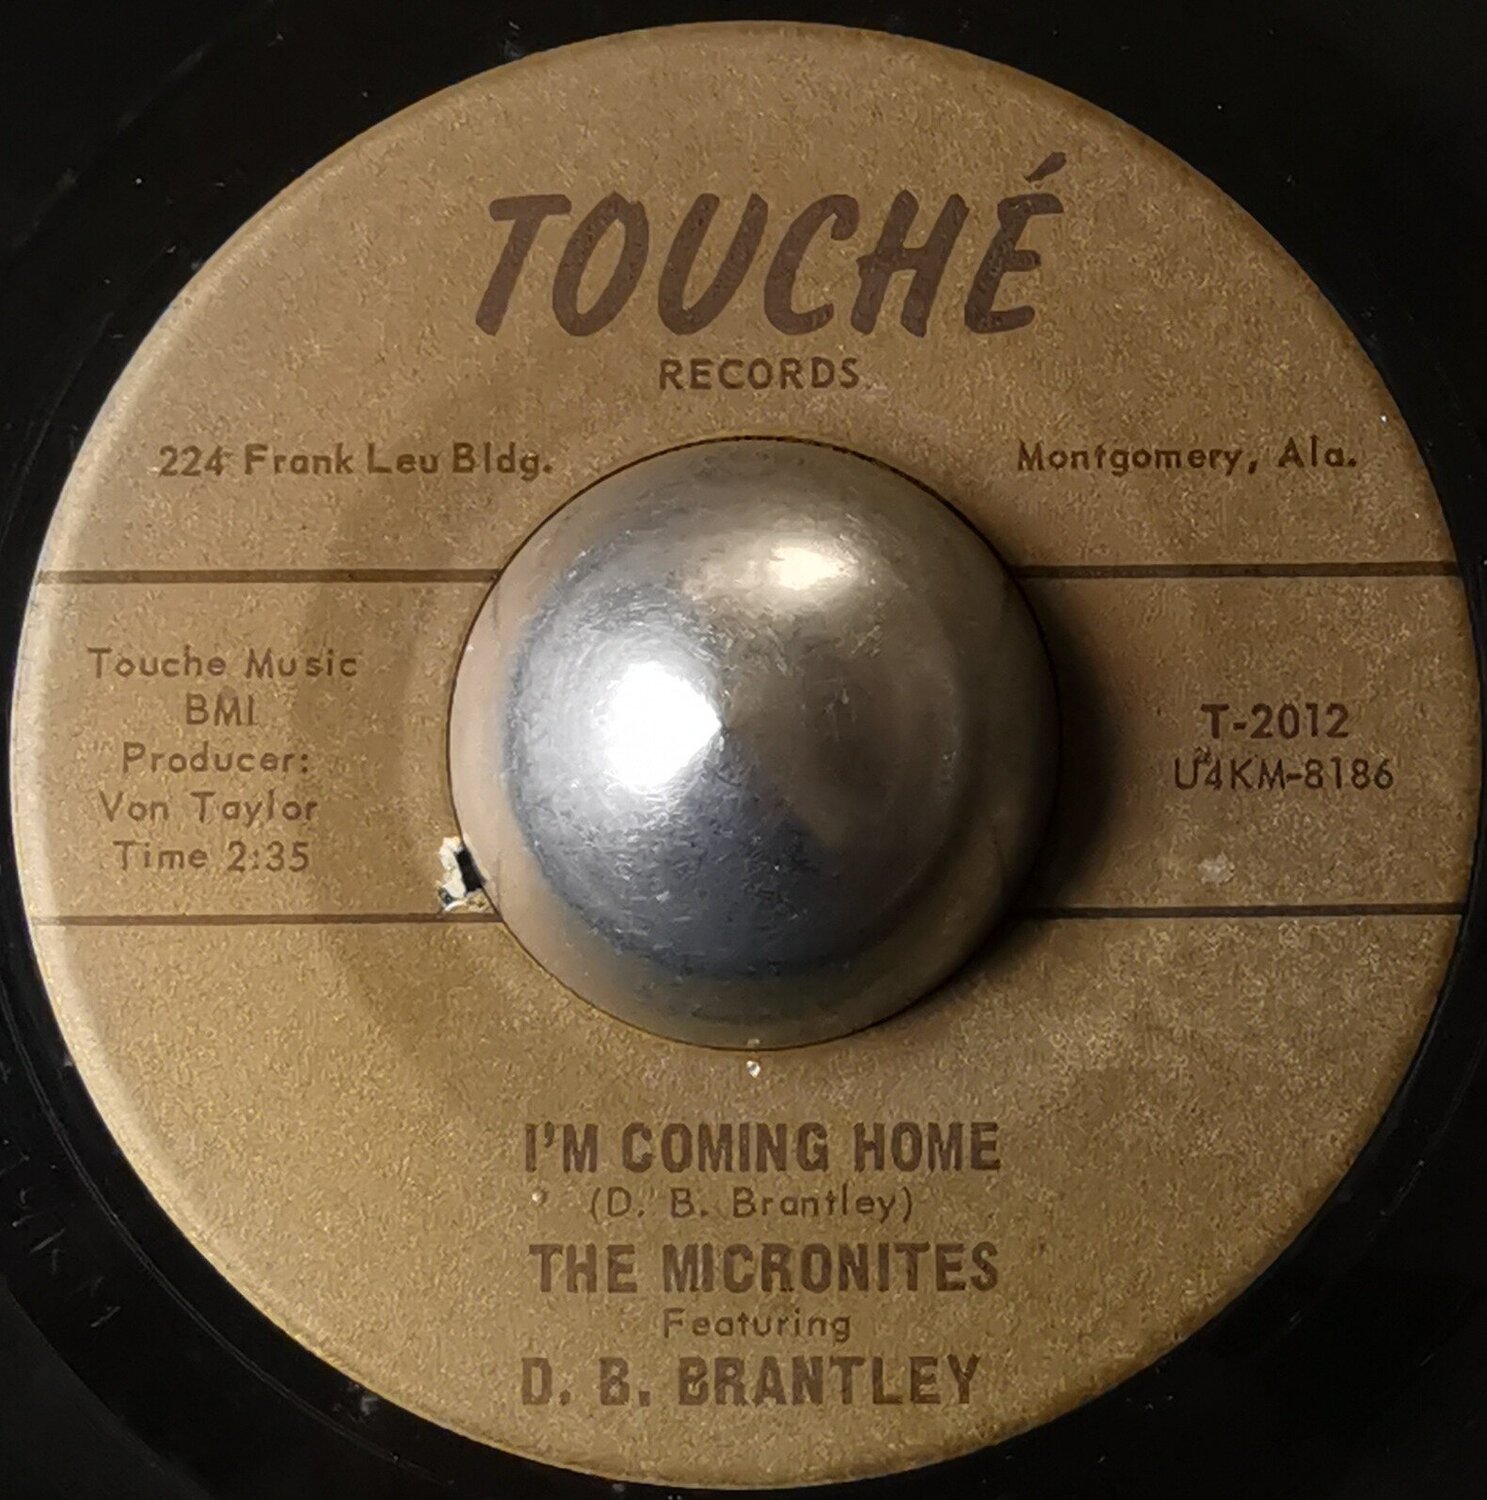 TOUCHÉ
RECORDS
224 Frank Leu Bldg.
Montgomery, Ala.
Touche Music
BMI
Producer:
Von Taylor
Time 2:35
T-2012
U4KM-8186
I'M COMING HOME
(D. B. Brantley)
THE MICRONITES
Featuring
D. B. BRANTLEY